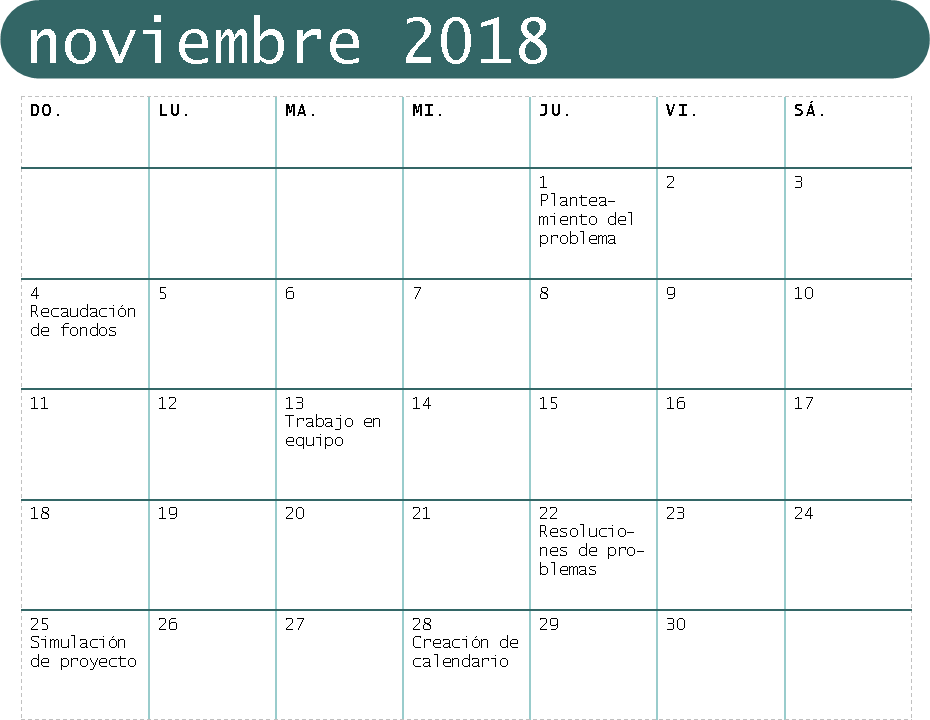 noviembre 2018
DO. LU. MA. MI. JU. VI. SÁ.
1 2 3
Plantea-
miento del
problema
4 5 6 7 8 9 10
Recaudación
de fondos
11 12 13 14 15 16 17
Trabajo en
equipo
18 19 20 21 22 23 24
Resolucio-
nes de pro-
blemas
25 26 27 28 29 30
Simulación Creación de
de proyecto calendario